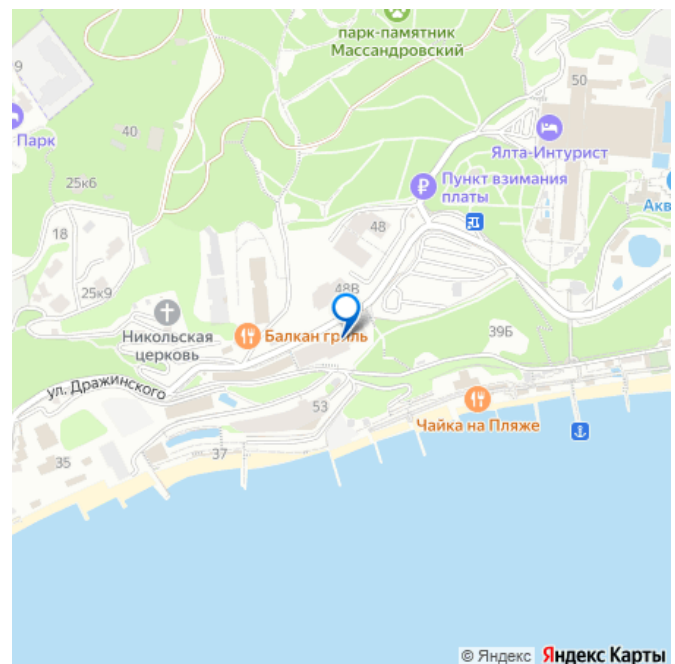 парк-памятник
Массандровский
9
50
40
Парк
Ялта-Интурист
Пункт взимания
платы
25к6
Акв
18
48
25к9
48В
Никольская
церковь
Балкан гриль
39Б
ул. Дражинского
53
Чайка на Пляже
35
37
© Яндекс Яндекс Карты